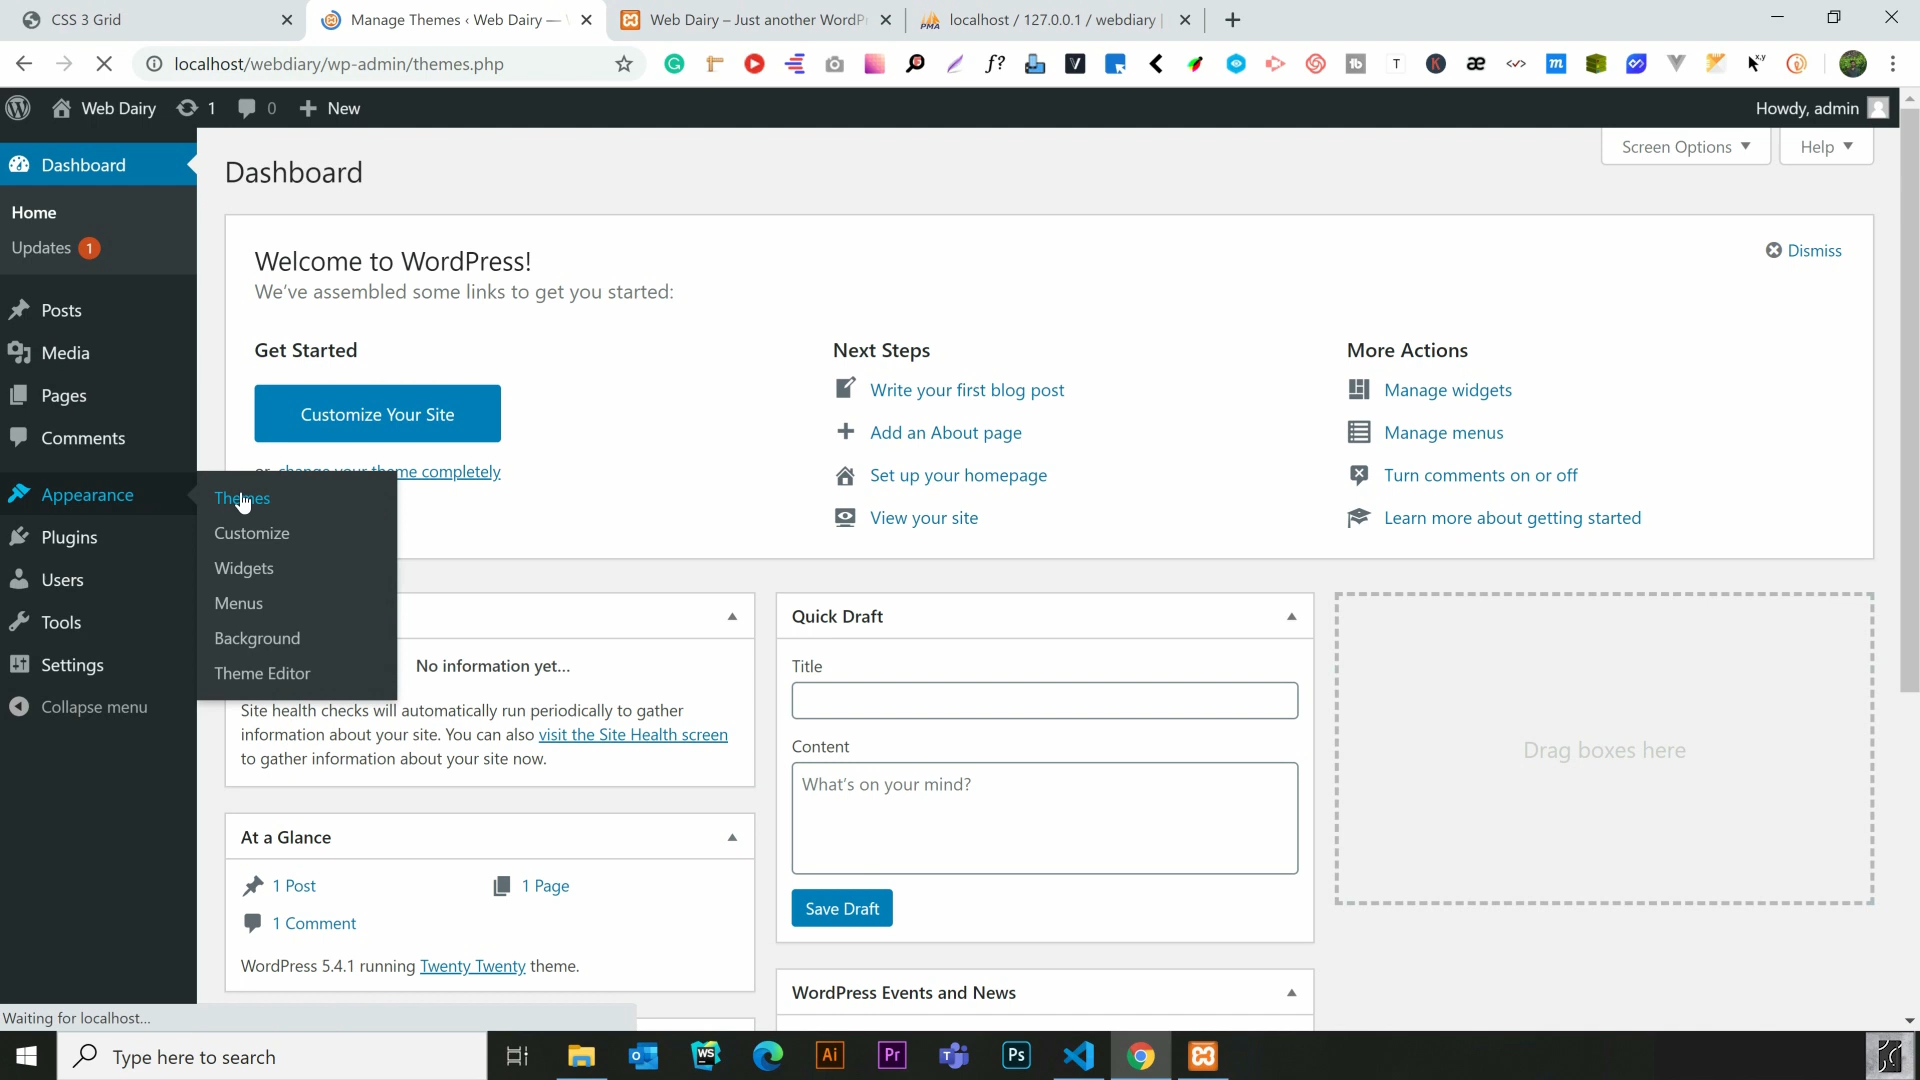 CSS 3 Grid
Manage Themes ‹ Web Dairy —
Web Dairy – Just another WordP
localhost / 127.0.0.1 / webdiary |
localhost/webdiary/wp-admin/themes.php
Web Dairy
1
0
New
Howdy, admin
Dashboard
Home
Updates 1
Posts
Media
Pages
Comments
Appearance
Plugins
Users
Tools
Settings
Collapse menu
Themes
Customize
Widgets
Menus
Background
Theme Editor
Screen Options
Help
Dashboard
Welcome to WordPress!
We've assembled some links to get you started:
Dismiss
Get Started
Customize Your Site
or, change your theme completely
Next Steps
Write your first blog post
Add an About page
Set up your homepage
View your site
More Actions
Manage widgets
Manage menus
Turn comments on or off
Learn more about getting started
No information yet...
Site health checks will automatically run periodically to gather
information about your site. You can also visit the Site Health screen
to gather information about your site now.
At a Glance
1 Post
1 Page
1 Comment
WordPress 5.4.1 running Twenty Twenty theme.
Quick Draft
Title
Content
What's on your mind?
Save Draft
WordPress Events and News
Drag boxes here
Waiting for localhost...
Type here to search